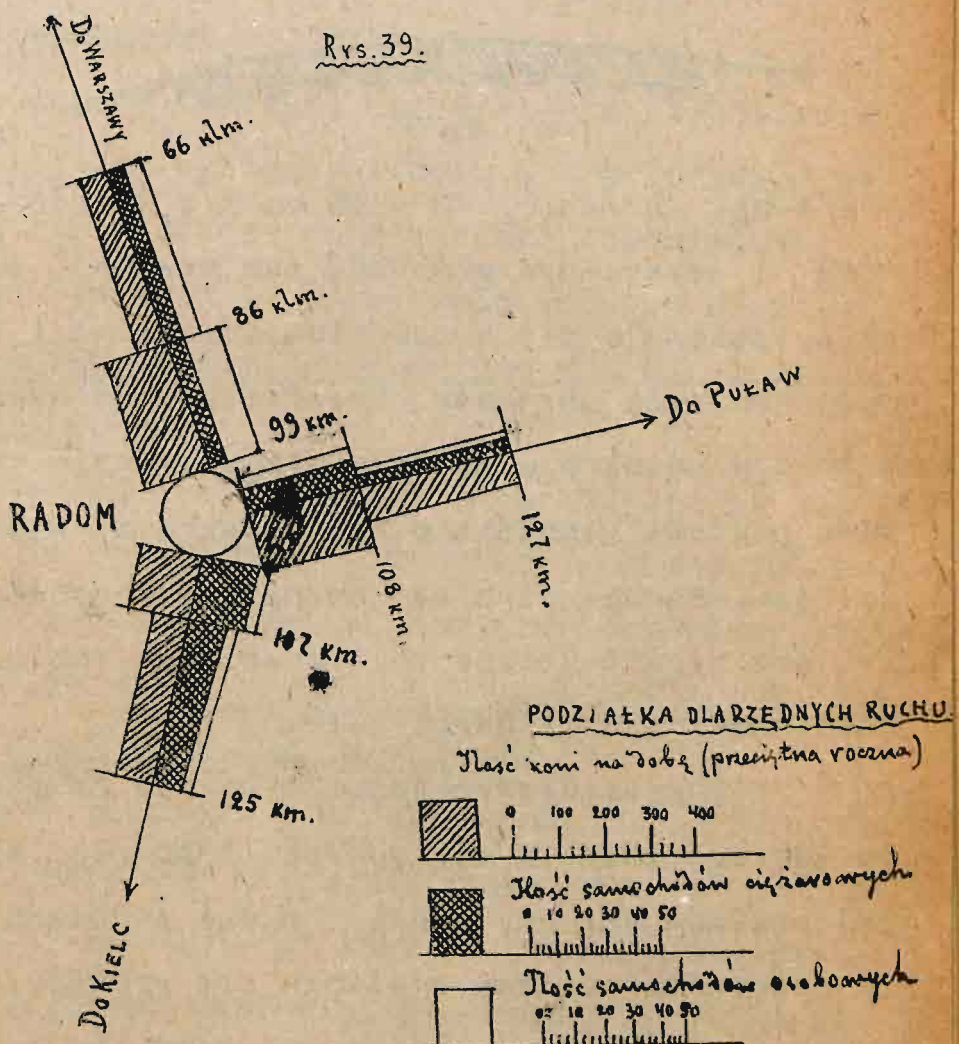 Rys. 39.
Do WARSZAWY
66 klm.
86 klm.
99 km.
Do PUŁAW
RADOM
127 km.
108 km.
107 km.
125 km.
Do KIELC
PODZIAŁKA DLA RZĘDNYCH RUCHU.
Ilość koni na dobę (przeciętna roczna)
0 100 200 300 400
Ilość samochodów ciężarowych
0 10 20 30 40 50
Ilość samochodów osobowych
10 20 30 40 50